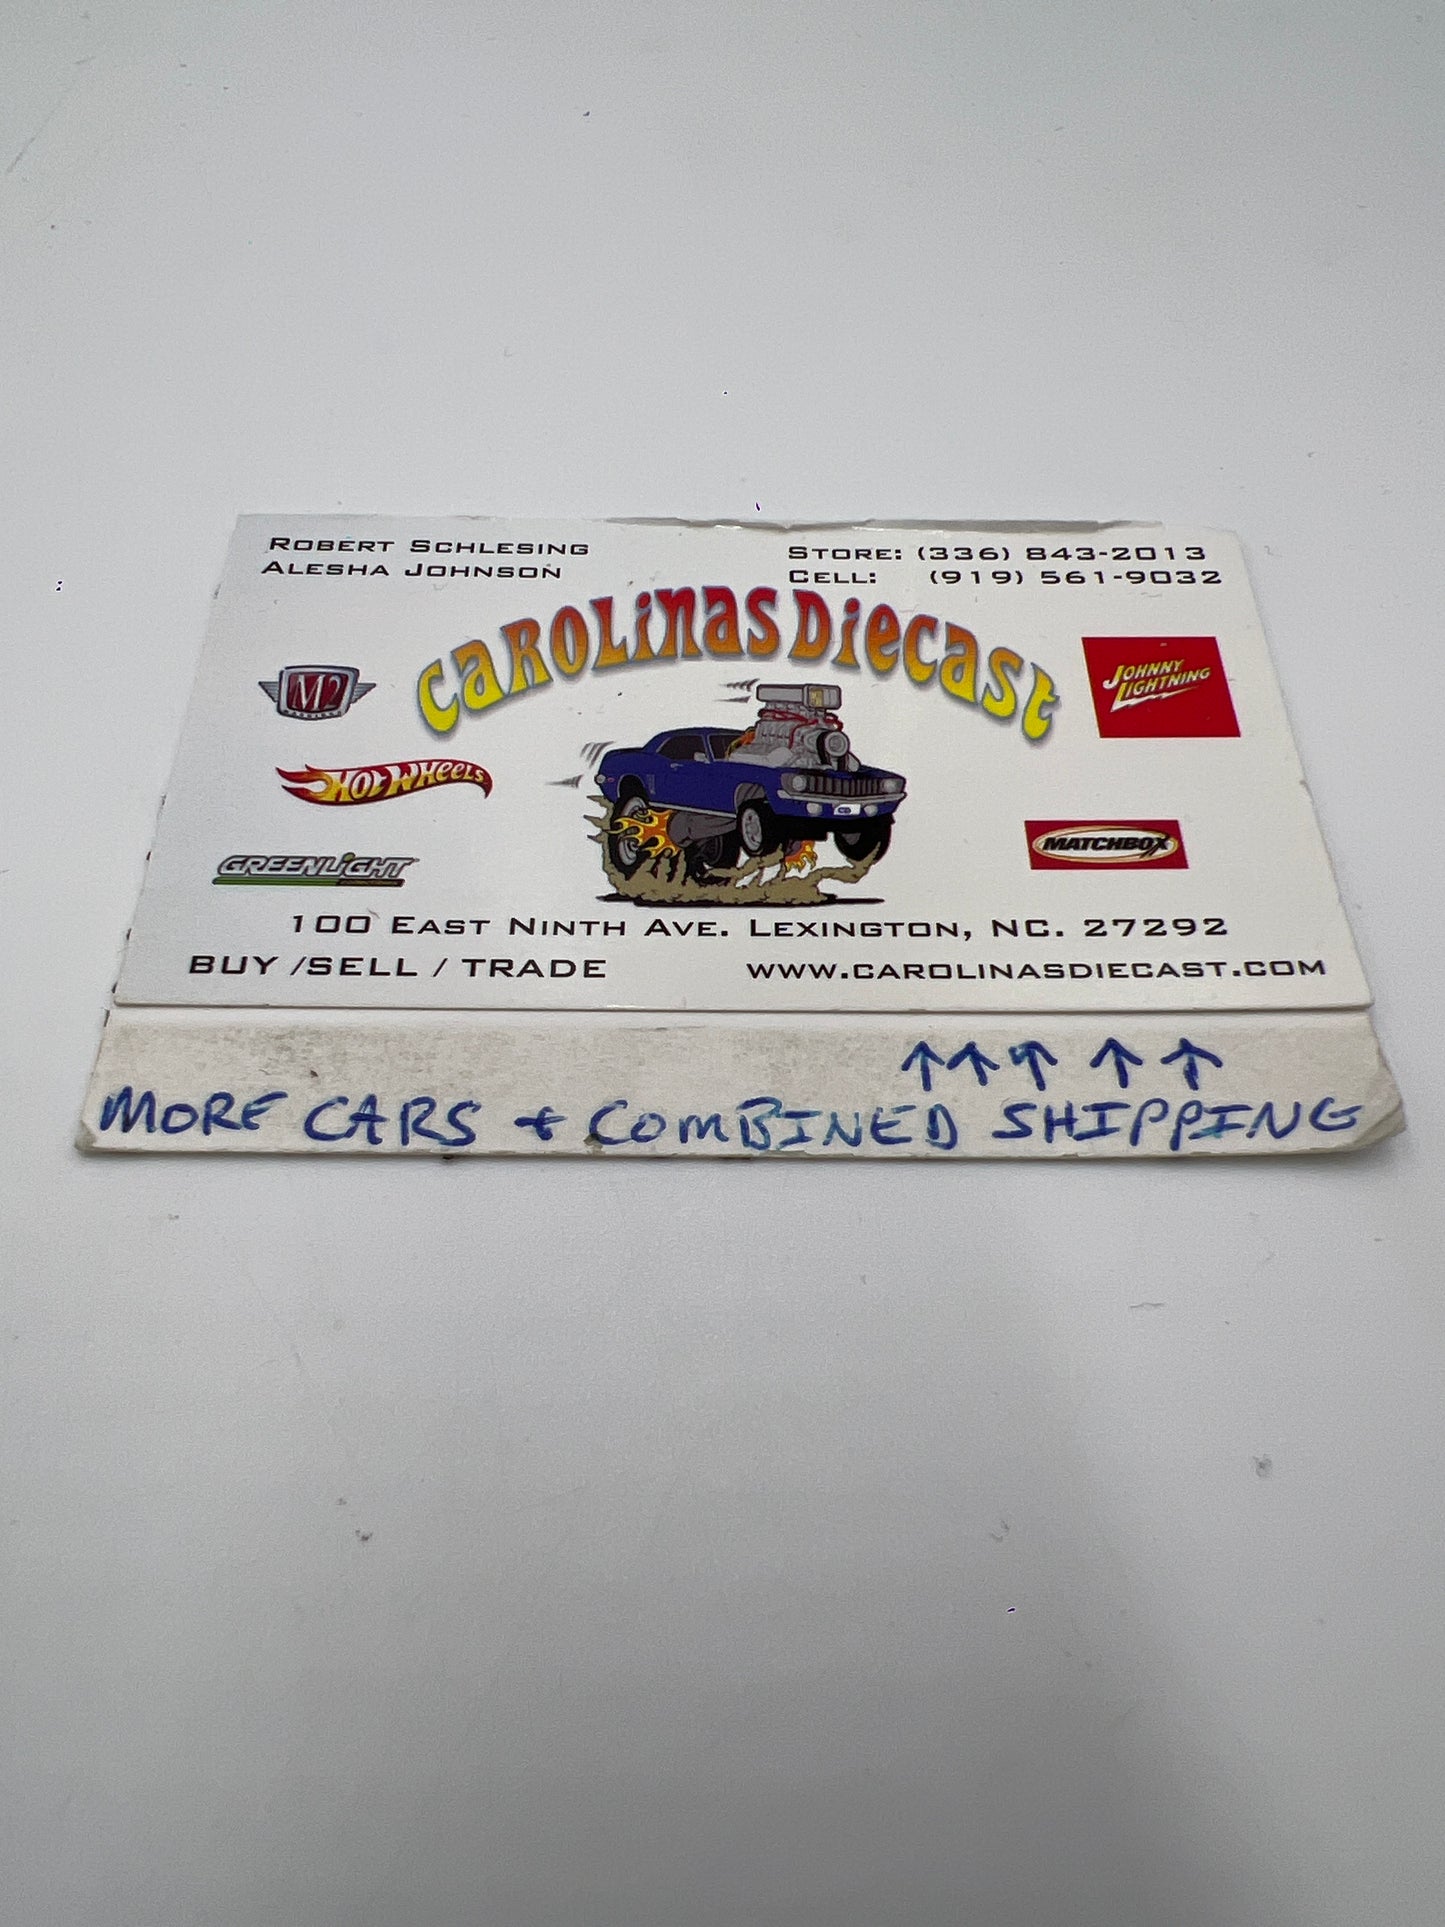 ROBERT SCHLESING
ALESHA JOHNSON
STORE: (336) 843-2013
CELL: (919) 561-9032
CAROLINAS DIECAST
M2
JOHNNY
LIGHTNING
HOT WHEELS
GREENLIGHT
MATCHBOX
100 EAST NINTH AVE. LEXINGTON, NC. 27292
BUY /SELL / TRADE
WWW.CAROLINASDIECAST.COM
↑↑↑ ↑ ↑
MORE CARS + COMBINED SHIPPING